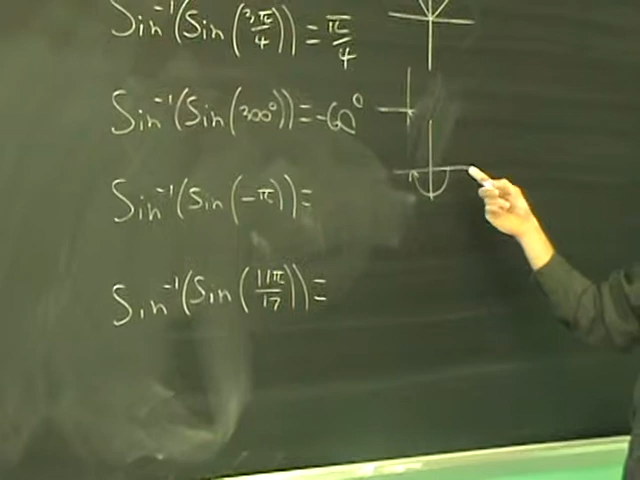 Sin⁻¹(Sin(3π/4)) = π/4
Sin⁻¹(Sin(300°)) = -60°
Sin⁻¹(Sin(-π)) =
Sin⁻¹(Sin(11π/17)) =